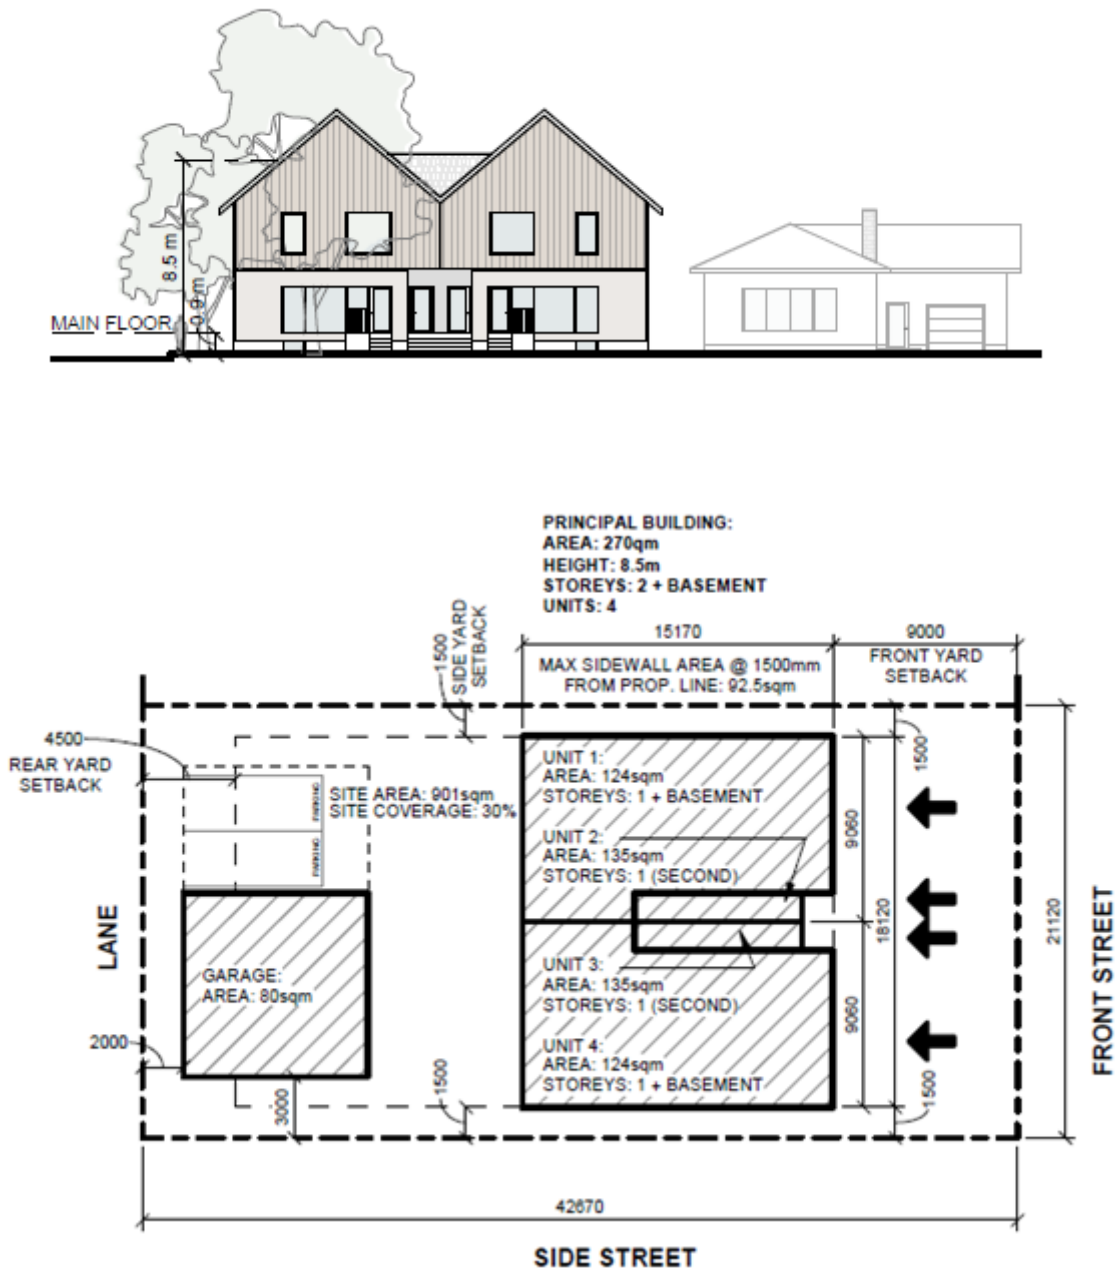 8.5 m
0.9 m
MAIN FLOOR
PRINCIPAL BUILDING:
AREA: 270qm
HEIGHT: 8.5m
STOREYS: 2 + BASEMENT
UNITS: 4
15170
9000
1500
SIDE YARD
SETBACK
MAX SIDEWALL AREA @ 1500mm
FROM PROP. LINE: 92.5sqm
FRONT YARD
SETBACK
4500
REAR YARD
SETBACK
1500
PARKING
PARKING
SITE AREA: 901sqm
SITE COVERAGE: 30%
UNIT 1:
AREA: 124sqm
STOREYS: 1 + BASEMENT
UNIT 2:
AREA: 135sqm
STOREYS: 1 (SECOND)
9060
18120
21120
LANE
FRONT STREET
GARAGE:
AREA: 80sqm
UNIT 3:
AREA: 135sqm
STOREYS: 1 (SECOND)
UNIT 4:
AREA: 124sqm
STOREYS: 1 + BASEMENT
9060
2000
3000
1500
1500
42670
SIDE STREET